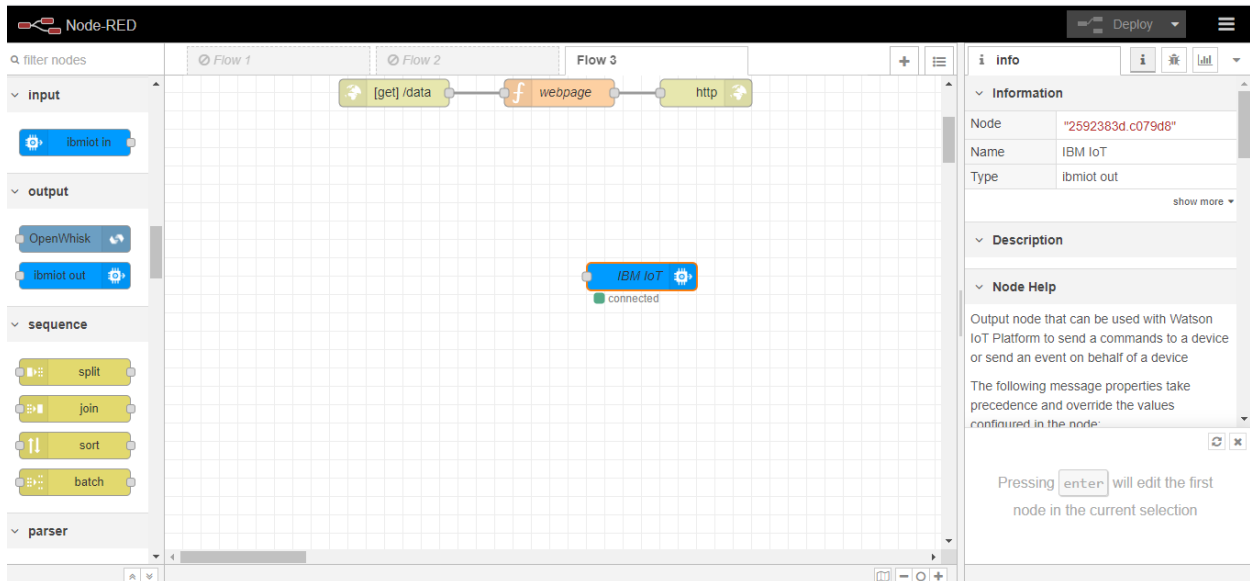 Node-RED
Deploy
filter nodes
Flow 1
Flow 2
Flow 3
info
i
input
ibmiot in
output
OpenWhisk
ibmiot out
sequence
split
join
sort
batch
parser
[get] /data
f
webpage
http
IBM IoT
connected
Information
Node "2592383d.c079d8"
Name IBM IoT
Type ibmiot out
show more
Description
Node Help
Output node that can be used with Watson
IoT Platform to send a commands to a device
or send an event on behalf of a device
The following message properties take
precedence and override the values
configured in the node:
Pressing enter will edit the first
node in the current selection